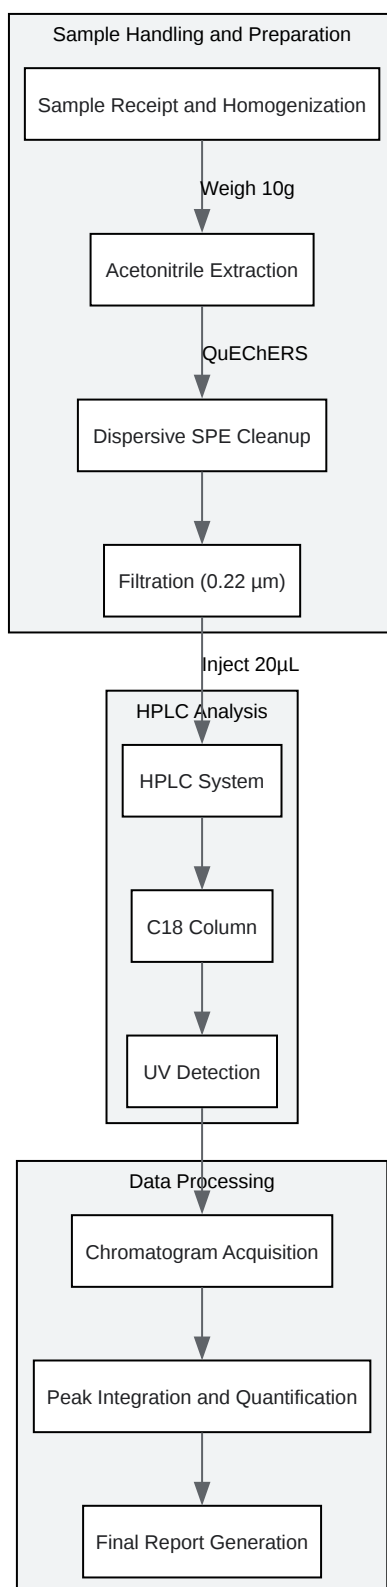 Sample Handling and Preparation
Sample Receipt and Homogenization
Weigh 10g
Acetonitrile Extraction
QuEChERS
Dispersive SPE Cleanup
Filtration (0.22 µm)
Inject 20µL
HPLC Analysis
HPLC System
C18 Column
UV Detection
Data Processing
Chromatogram Acquisition
Peak Integration and Quantification
Final Report Generation